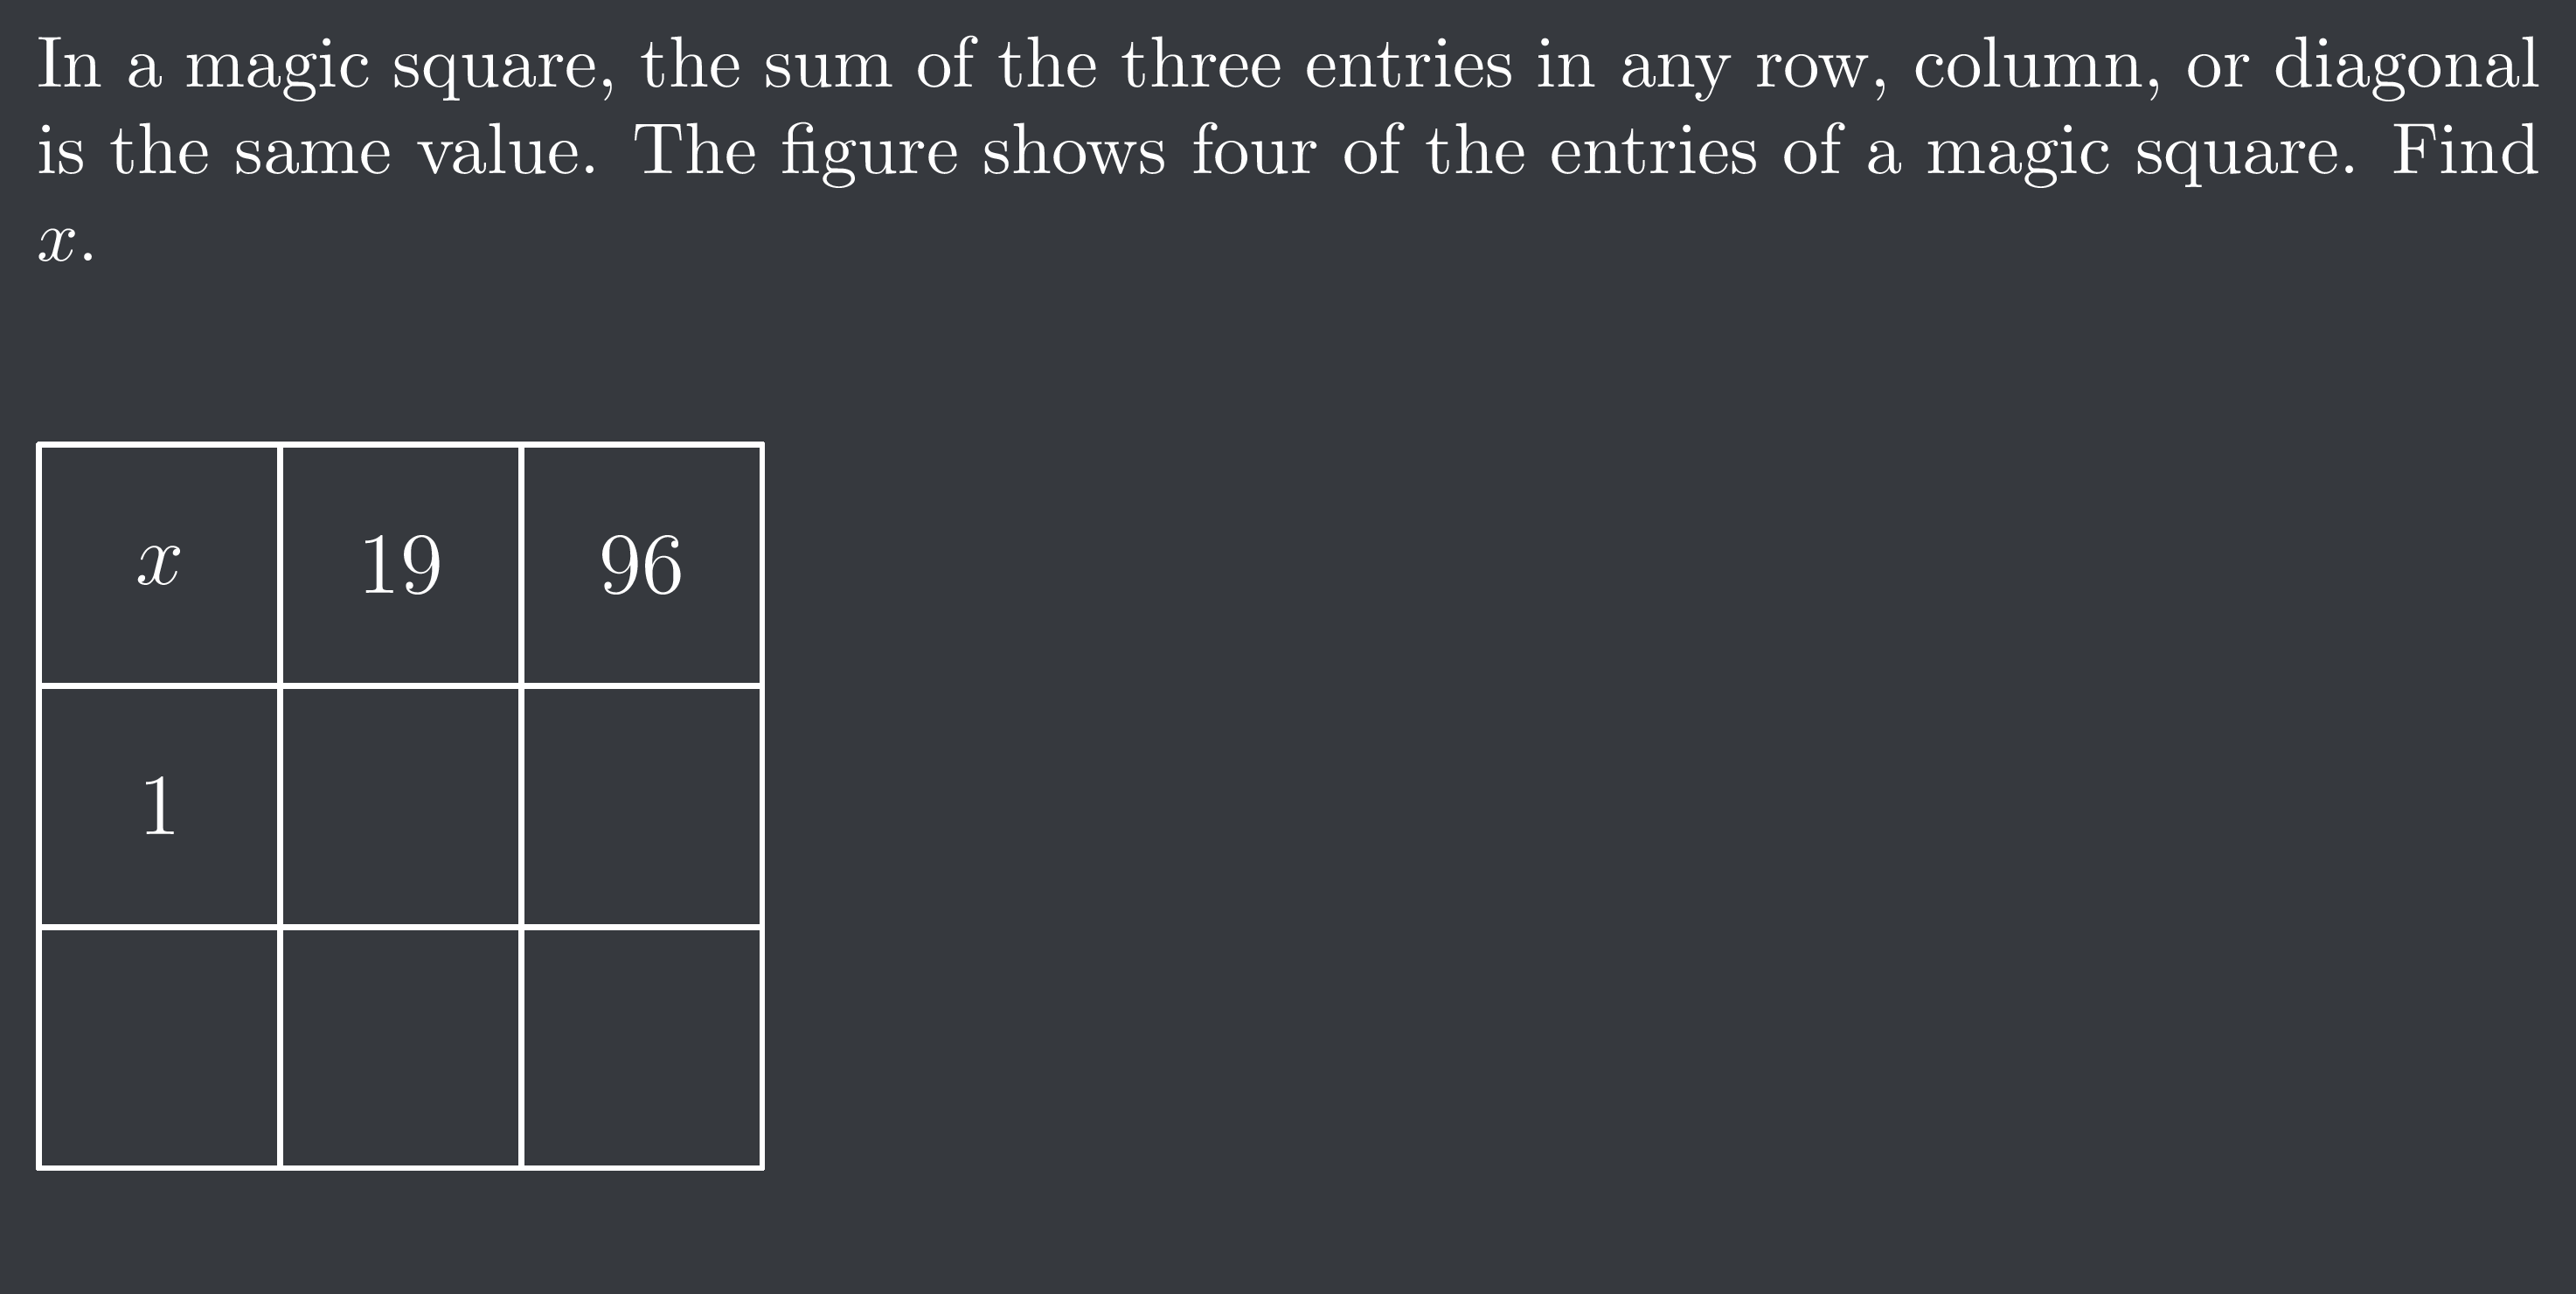 In a magic square, the sum of the three entries in any row, column, or diagonal
is the same value. The figure shows four of the entries of a magic square. Find
x.
x 19 96
1